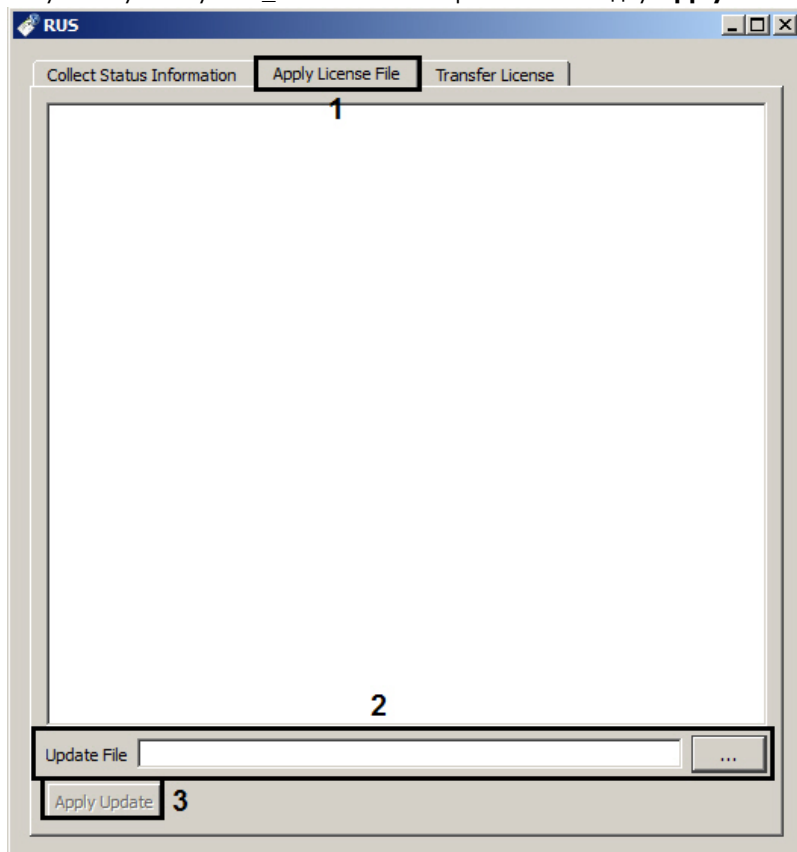 RUS
Collect Status Information Apply License File Transfer License
1
2
Update File ...
Apply Update 3